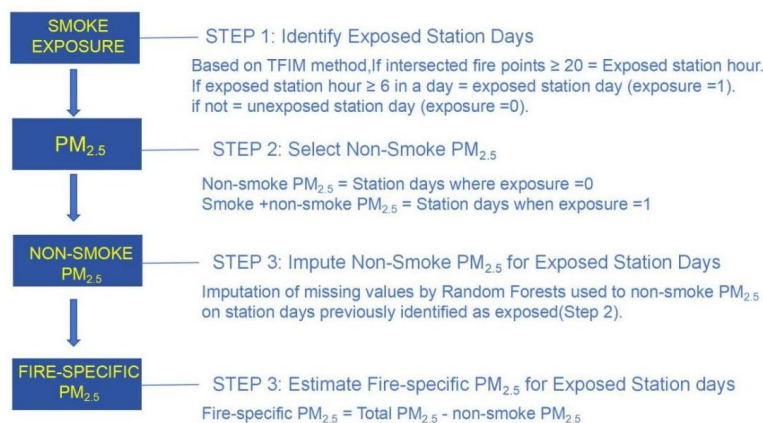 SMOKE
EXPOSURE
STEP 1: Identify Exposed Station Days
Based on TFIM method,If intersected fire points ≥ 20 = Exposed station hour.
If exposed station hour ≥ 6 in a day = exposed station day (exposure =1).
if not = unexposed station day (exposure =0).
PM2.5
STEP 2: Select Non-Smoke PM2.5
Non-smoke PM2.5 = Station days where exposure =0
Smoke +non-smoke PM2.5 = Station days when exposure =1
NON-SMOKE
PM2.5
STEP 3: Impute Non-Smoke PM2.5 for Exposed Station Days
Imputation of missing values by Random Forests used to non-smoke PM2.5
on station days previously identified as exposed(Step 2).
FIRE-SPECIFIC
PM2.5
STEP 3: Estimate Fire-specific PM2.5 for Exposed Station days
Fire-specific PM2.5 = Total PM2.5 - non-smoke PM2.5